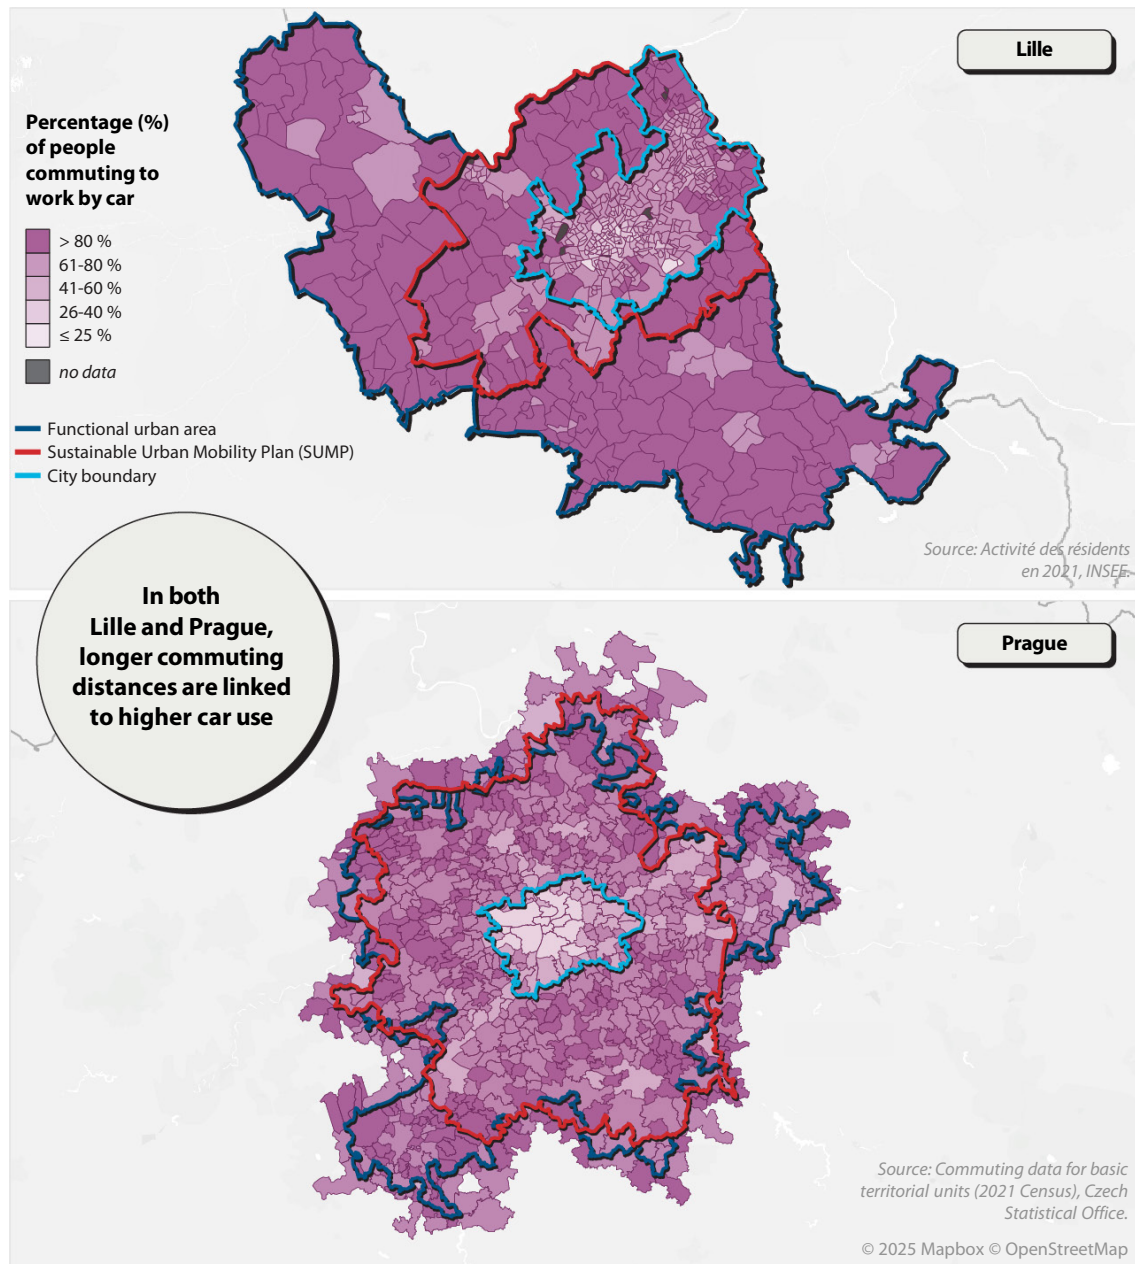 Lille
Percentage (%)
of people
commuting to
work by car
> 80 %
61-80 %
41-60 %
26-40 %
≤ 25 %
no data
Functional urban area
Sustainable Urban Mobility Plan (SUMP)
City boundary
Source: Activité des résidents
en 2021, INSEE.
In both
Lille and Prague,
longer commuting
distances are linked
to higher car use
Prague
Source: Commuting data for basic
territorial units (2021 Census), Czech
Statistical Office.
© 2025 Mapbox © OpenStreetMap